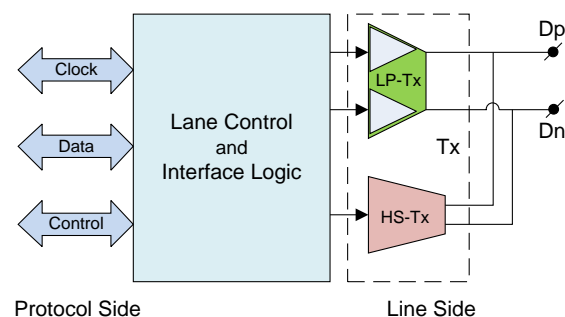 Clock
Data
Control
Lane Control
and
Interface Logic
LP-Tx
Tx
HS-Tx
Dp
Dn
Protocol Side
Line Side